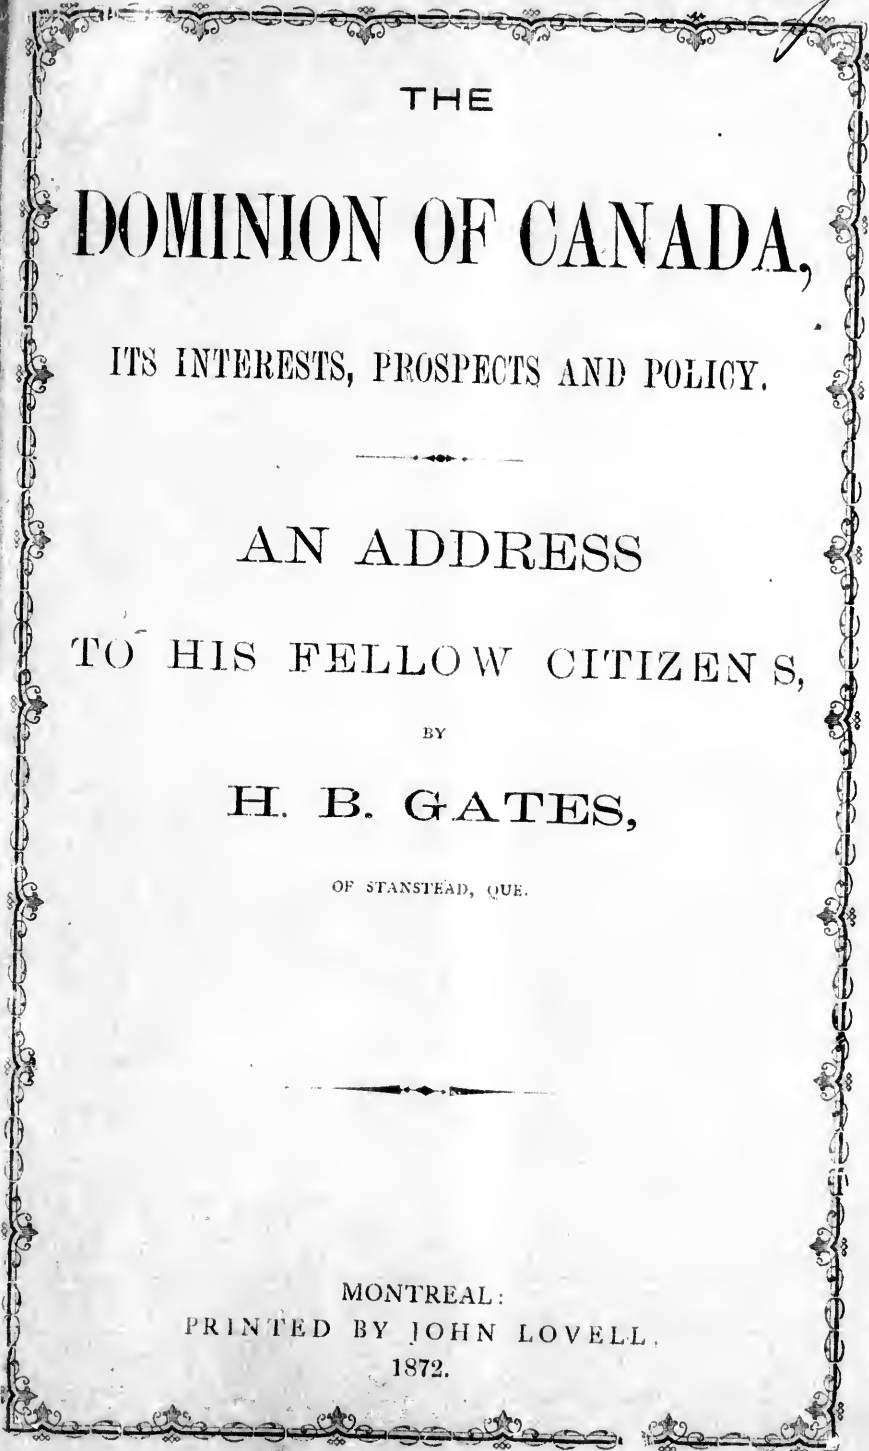 THE
DOMINION OF CANADA,
ITS INTERESTS, PROSPECTS AND POLICY.
AN ADDRESS
TO HIS FELLOW CITIZENS,
BY
H. B. GATES,
OF STANSTEAD, QUE.
MONTREAL:
PRINTED BY JOHN LOVELL.
1872.